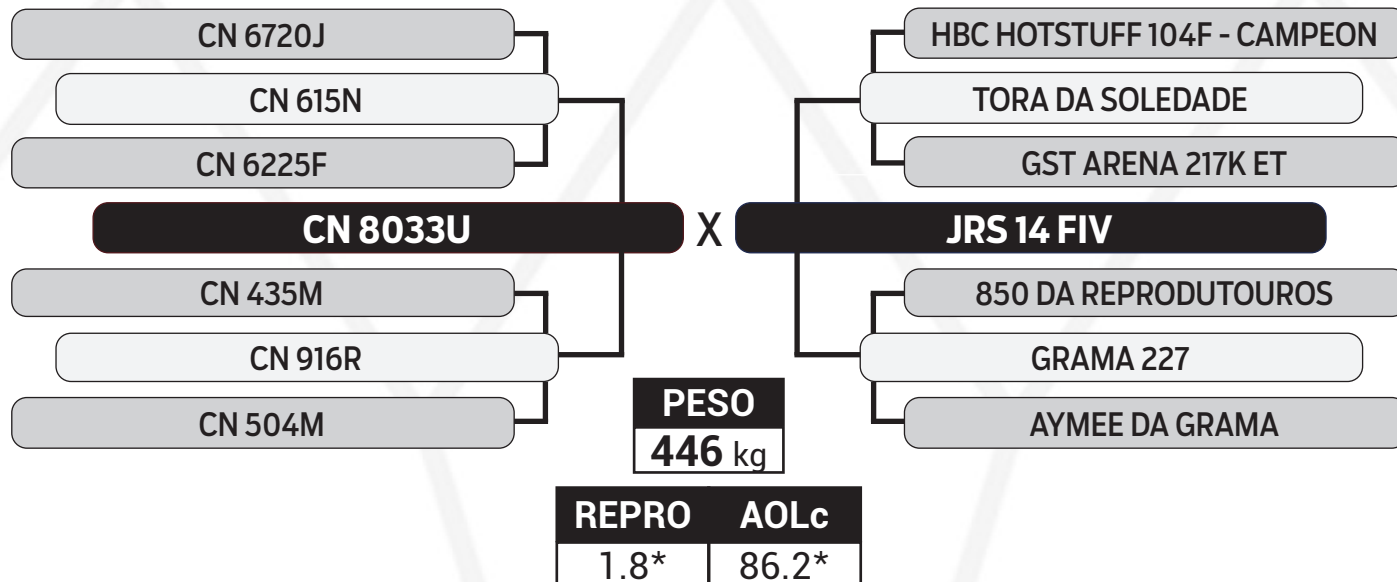 CN 6720J
CN 615N
CN 6225F
CN 8033U
CN 435M
CN 916R
CN 504M
X
HBC HOTSTUFF 104F - CAMPEON
TORA DA SOLEDADE
GST ARENA 217K ET
JRS 14 FIV
850 DA REPRODUTOUROS
GRAMA 227
AYMEE DA GRAMA
PESO
446 kg
REPRO AOLc
1.8* 86.2*